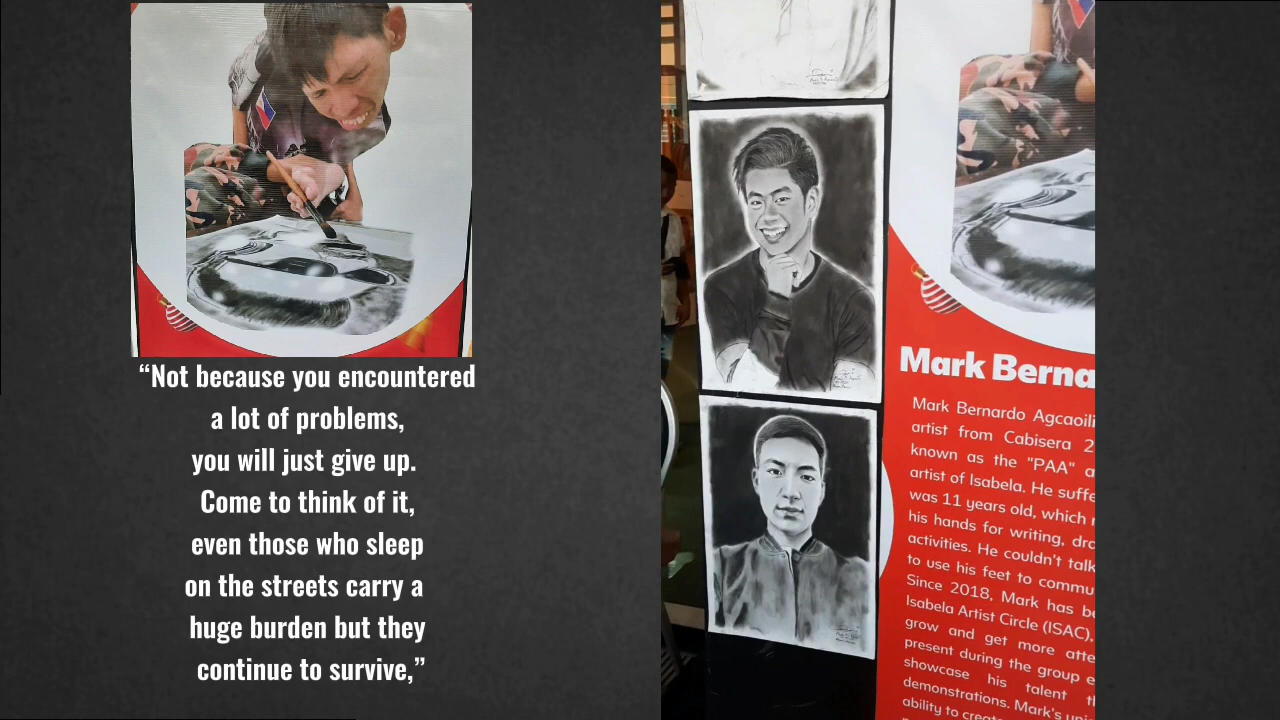 “Not because you encountered
a lot of problems,
you will just give up.
Come to think of it,
even those who sleep
on the streets carry a
huge burden but they
continue to survive,”
Mark Berna
Mark Bernardo Agcaoili
artist from Cabisera 2
known as the "PAA" a
artist of Isabela. He suffe
was 11 years old, which
his hands for writing, dra
activities. He couldn't talk
to use his feet to commu
Since 2018, Mark has be
Isabela Artist Circle (ISAC),
grow and get more atte
present during the group e
showcase his talent
demonstrations. Mark's uni
ability to create